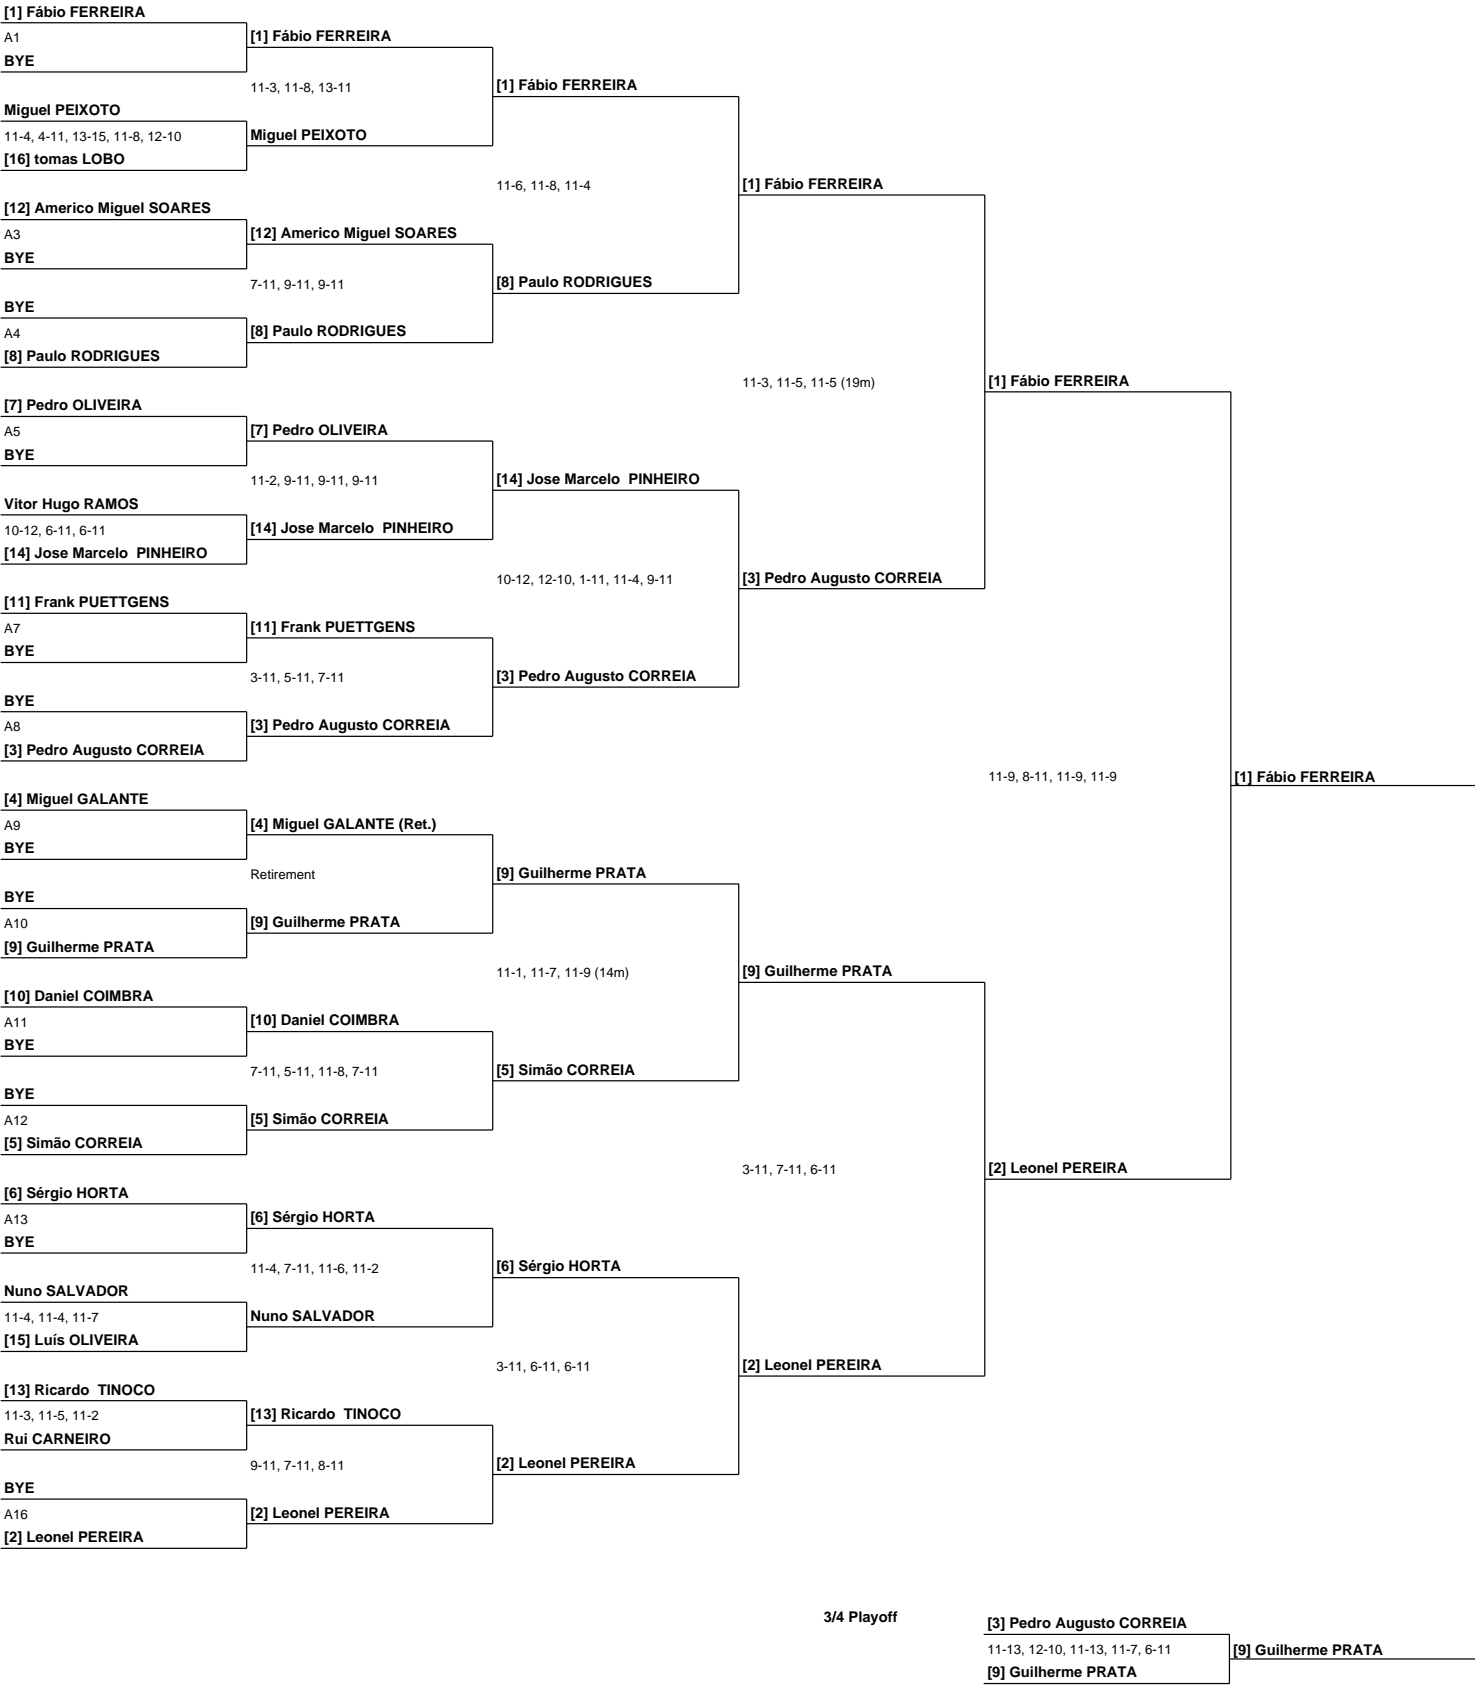 [1] Fábio FERREIRA
A1
BYE
Miguel PEIXOTO
11-4, 4-11, 13-15, 11-8, 12-10
[16] tomas LOBO
[12] Americo Miguel SOARES
A3
BYE
BYE
A4
[8] Paulo RODRIGUES
[7] Pedro OLIVEIRA
A5
BYE
Vitor Hugo RAMOS
10-12, 6-11, 6-11
[14] Jose Marcelo  PINHEIRO
[11] Frank PUETTGENS
A7
BYE
BYE
A8
[3] Pedro Augusto CORREIA
[4] Miguel GALANTE
A9
BYE
BYE
A10
[9] Guilherme PRATA
[10] Daniel COIMBRA
A11
BYE
BYE
A12
[5] Simão CORREIA
[6] Sérgio HORTA
A13
BYE
Nuno SALVADOR
11-4, 11-4, 11-7
[15] Luís OLIVEIRA
[13] Ricardo  TINOCO
11-3, 11-5, 11-2
Rui CARNEIRO
BYE
A16
[2] Leonel PEREIRA
[1] Fábio FERREIRA
11-3, 11-8, 13-11
Miguel PEIXOTO
[12] Americo Miguel SOARES
7-11, 9-11, 9-11
[8] Paulo RODRIGUES
[7] Pedro OLIVEIRA
11-2, 9-11, 9-11, 9-11
[14] Jose Marcelo  PINHEIRO
[11] Frank PUETTGENS
3-11, 5-11, 7-11
[3] Pedro Augusto CORREIA
[4] Miguel GALANTE (Ret.)
Retirement
[9] Guilherme PRATA
[10] Daniel COIMBRA
7-11, 5-11, 11-8, 7-11
[5] Simão CORREIA
[6] Sérgio HORTA
11-4, 7-11, 11-6, 11-2
Nuno SALVADOR
[13] Ricardo  TINOCO
9-11, 7-11, 8-11
[2] Leonel PEREIRA
[1] Fábio FERREIRA
11-6, 11-8, 11-4
[8] Paulo RODRIGUES
[14] Jose Marcelo  PINHEIRO
10-12, 12-10, 1-11, 11-4, 9-11
[3] Pedro Augusto CORREIA
[9] Guilherme PRATA
11-1, 11-7, 11-9 (14m)
[5] Simão CORREIA
[6] Sérgio HORTA
3-11, 6-11, 6-11
[2] Leonel PEREIRA
[1] Fábio FERREIRA
11-3, 11-5, 11-5 (19m)
[3] Pedro Augusto CORREIA
[9] Guilherme PRATA
3-11, 7-11, 6-11
[2] Leonel PEREIRA
[1] Fábio FERREIRA
11-9, 8-11, 11-9, 11-9
[2] Leonel PEREIRA
[1] Fábio FERREIRA
3/4 Playoff
[3] Pedro Augusto CORREIA
11-13, 12-10, 11-13, 11-7, 6-11
[9] Guilherme PRATA
[9] Guilherme PRATA